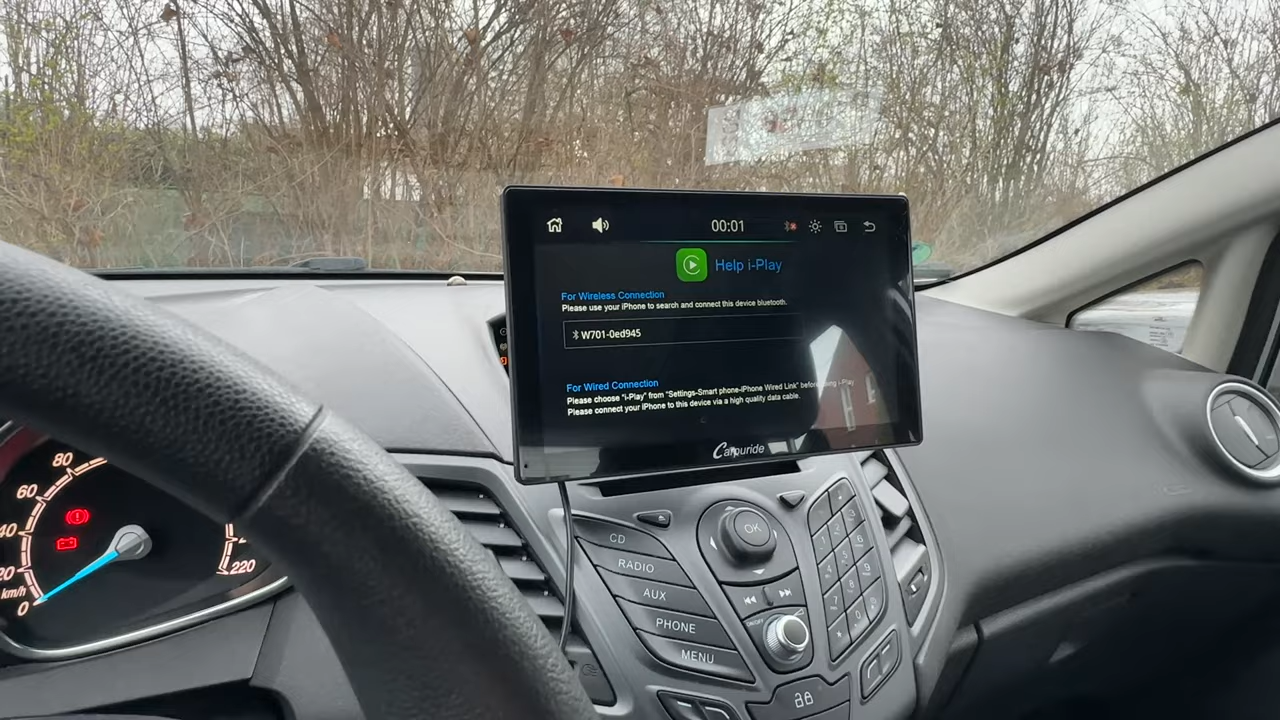 00:01
Help i-Play
For Wireless Connection
Please use your iPhone to search and connect this device bluetooth.
W701-0ed945
For Wired Connection
Please choose "i-Play" from "Settings-Smart phone-iPhone Wired Link" before using i-Play
Please connect your iPhone to this device via a high quality data cable.
Carpuride
80
60
40
20
0
km/h
220
CD
RADIO
AUX
PHONE
MENU
OK
ON/OFF